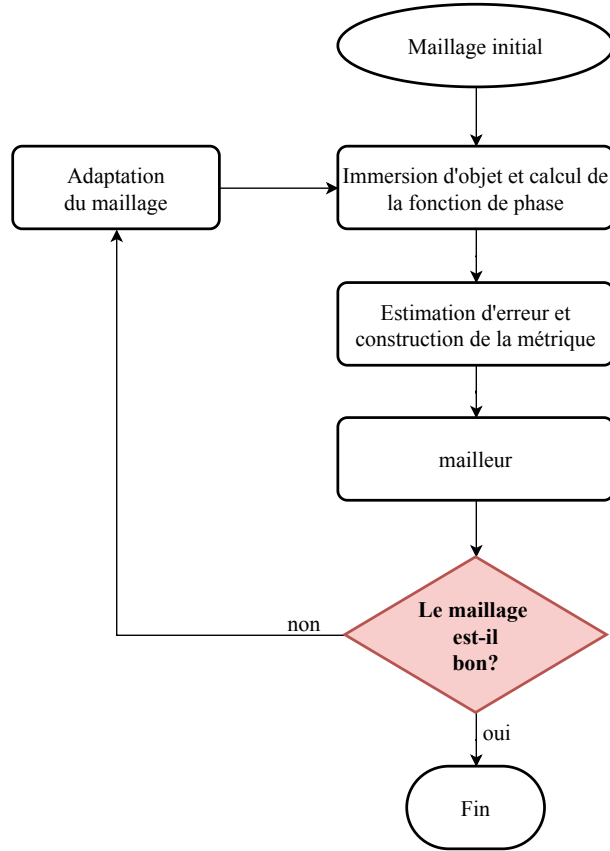 Maillage initial
Adaptation
du maillage
Immersion d'objet et calcul de
la fonction de phase
Estimation d'erreur et
construction de la métrique
mailleur
Le maillage
est-il
bon?
non
oui
Fin